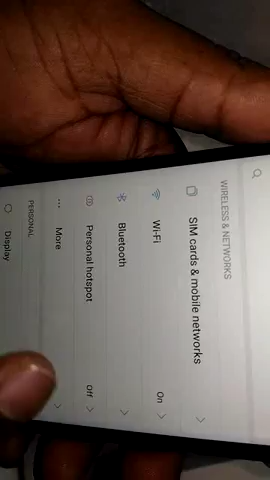 WIRELESS & NETWORKS
SIM cards & mobile networks
Wi-Fi On
Bluetooth
Personal hotspot Off
More
PERSONAL
Display